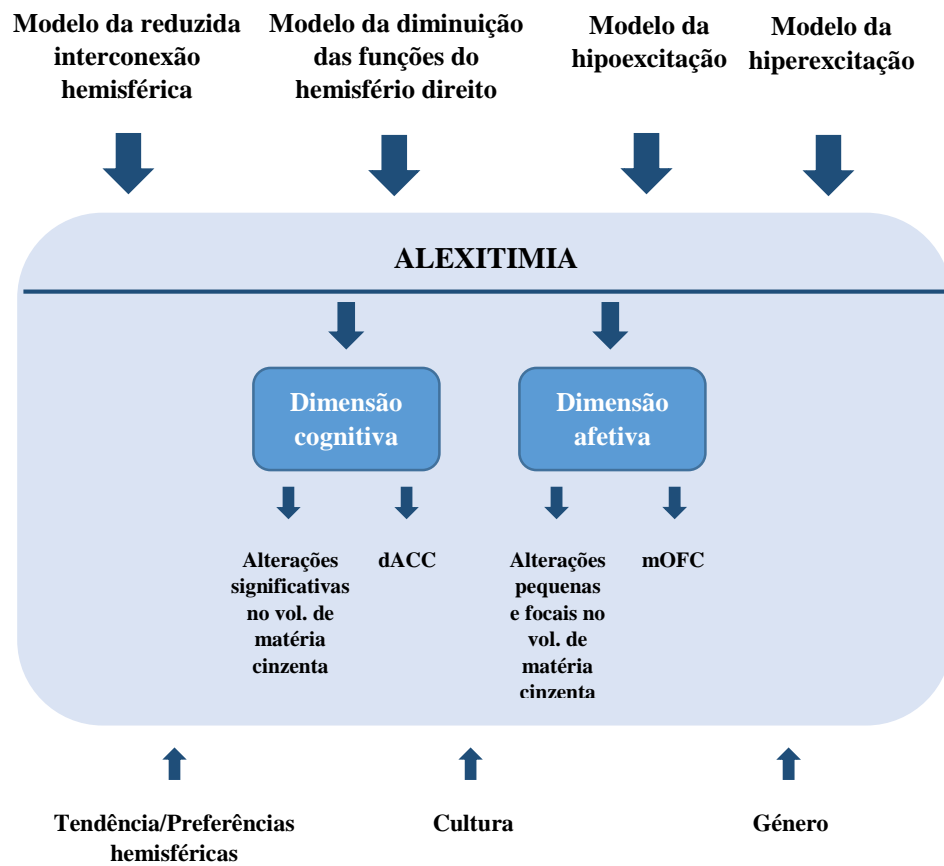 Modelo da reduzida
interconexão
hemisférica
Modelo da diminuição
das funções do
hemisfério direito
Modelo da
hipoexcitação
Modelo da
hiperexcitação
ALEXITIMIA
Dimensão
cognitiva
Dimensão
afetiva
Alterações
significativas
no vol. de
matéria
cinzenta
dACC
Alterações
pequenas
e focais no
vol. de
matéria
cinzenta
mOFC
Tendência/Preferências
hemisféricas
Cultura
Género